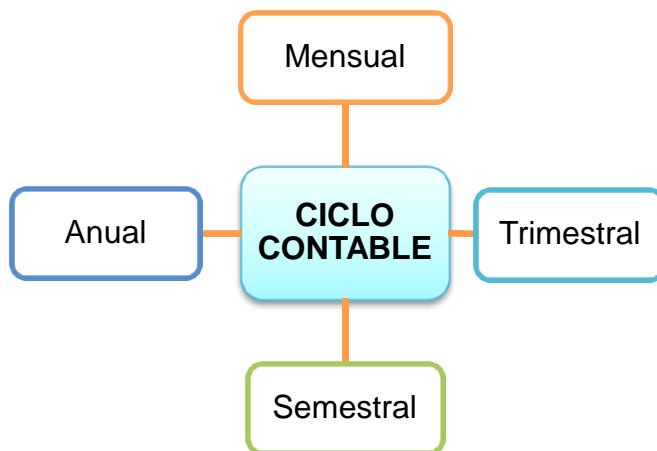 Mensual
Anual
CICLO
CONTABLE
Trimestral
Semestral